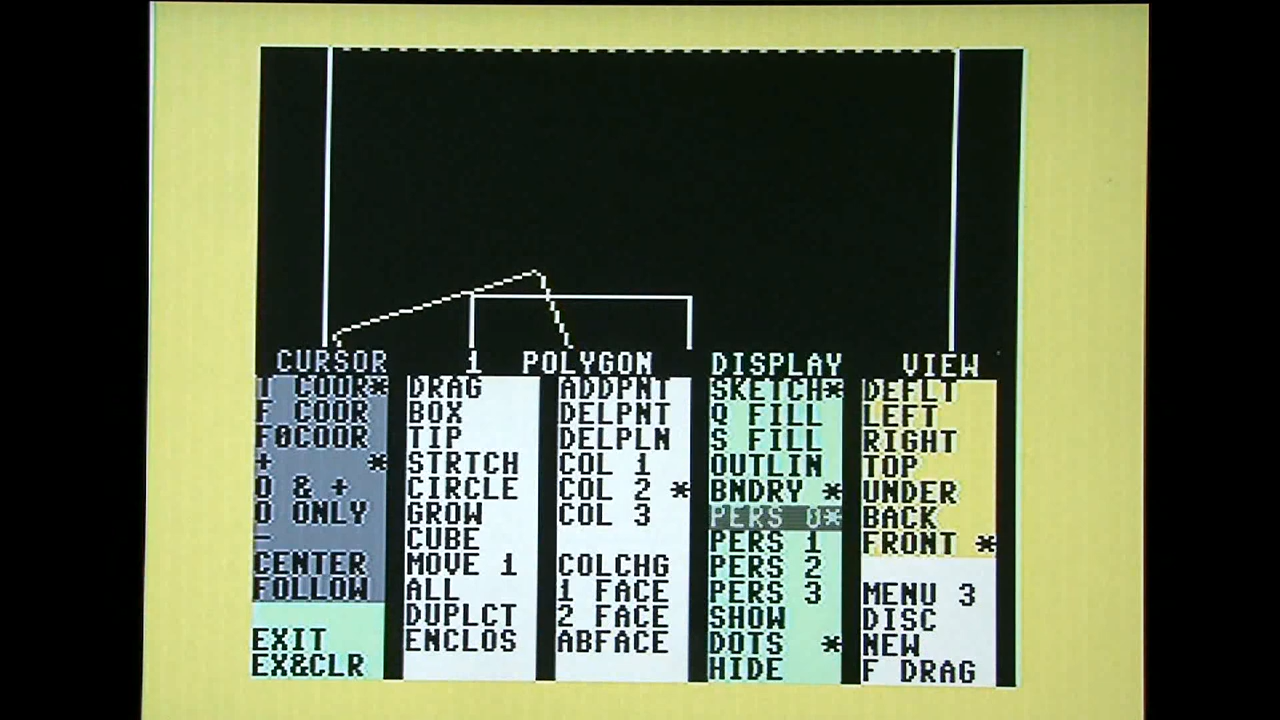 CURSOR 1 POLYGON DISPLAY VIEW
T COOR* DRAG ADDPNT SKETCH* DEFLT
F COOR BOX DELPNT Q FILL LEFT
F0COOR TIP DELPLN S FILL RIGHT
+ * STRTCH COL 1 OUTLIN TOP
O & + CIRCLE COL 2 * BNDRY * UNDER
O ONLY GROW COL 3 PERS 0* BACK
- CUBE PERS 1 FRONT *
CENTER MOVE 1 COLCHG PERS 2
FOLLOW ALL 1 FACE PERS 3 MENU 3
DUPLCT 2 FACE SHOW DISC
EXIT ENCLOS ABFACE DOTS * NEW
EX&CLR HIDE F DRAG